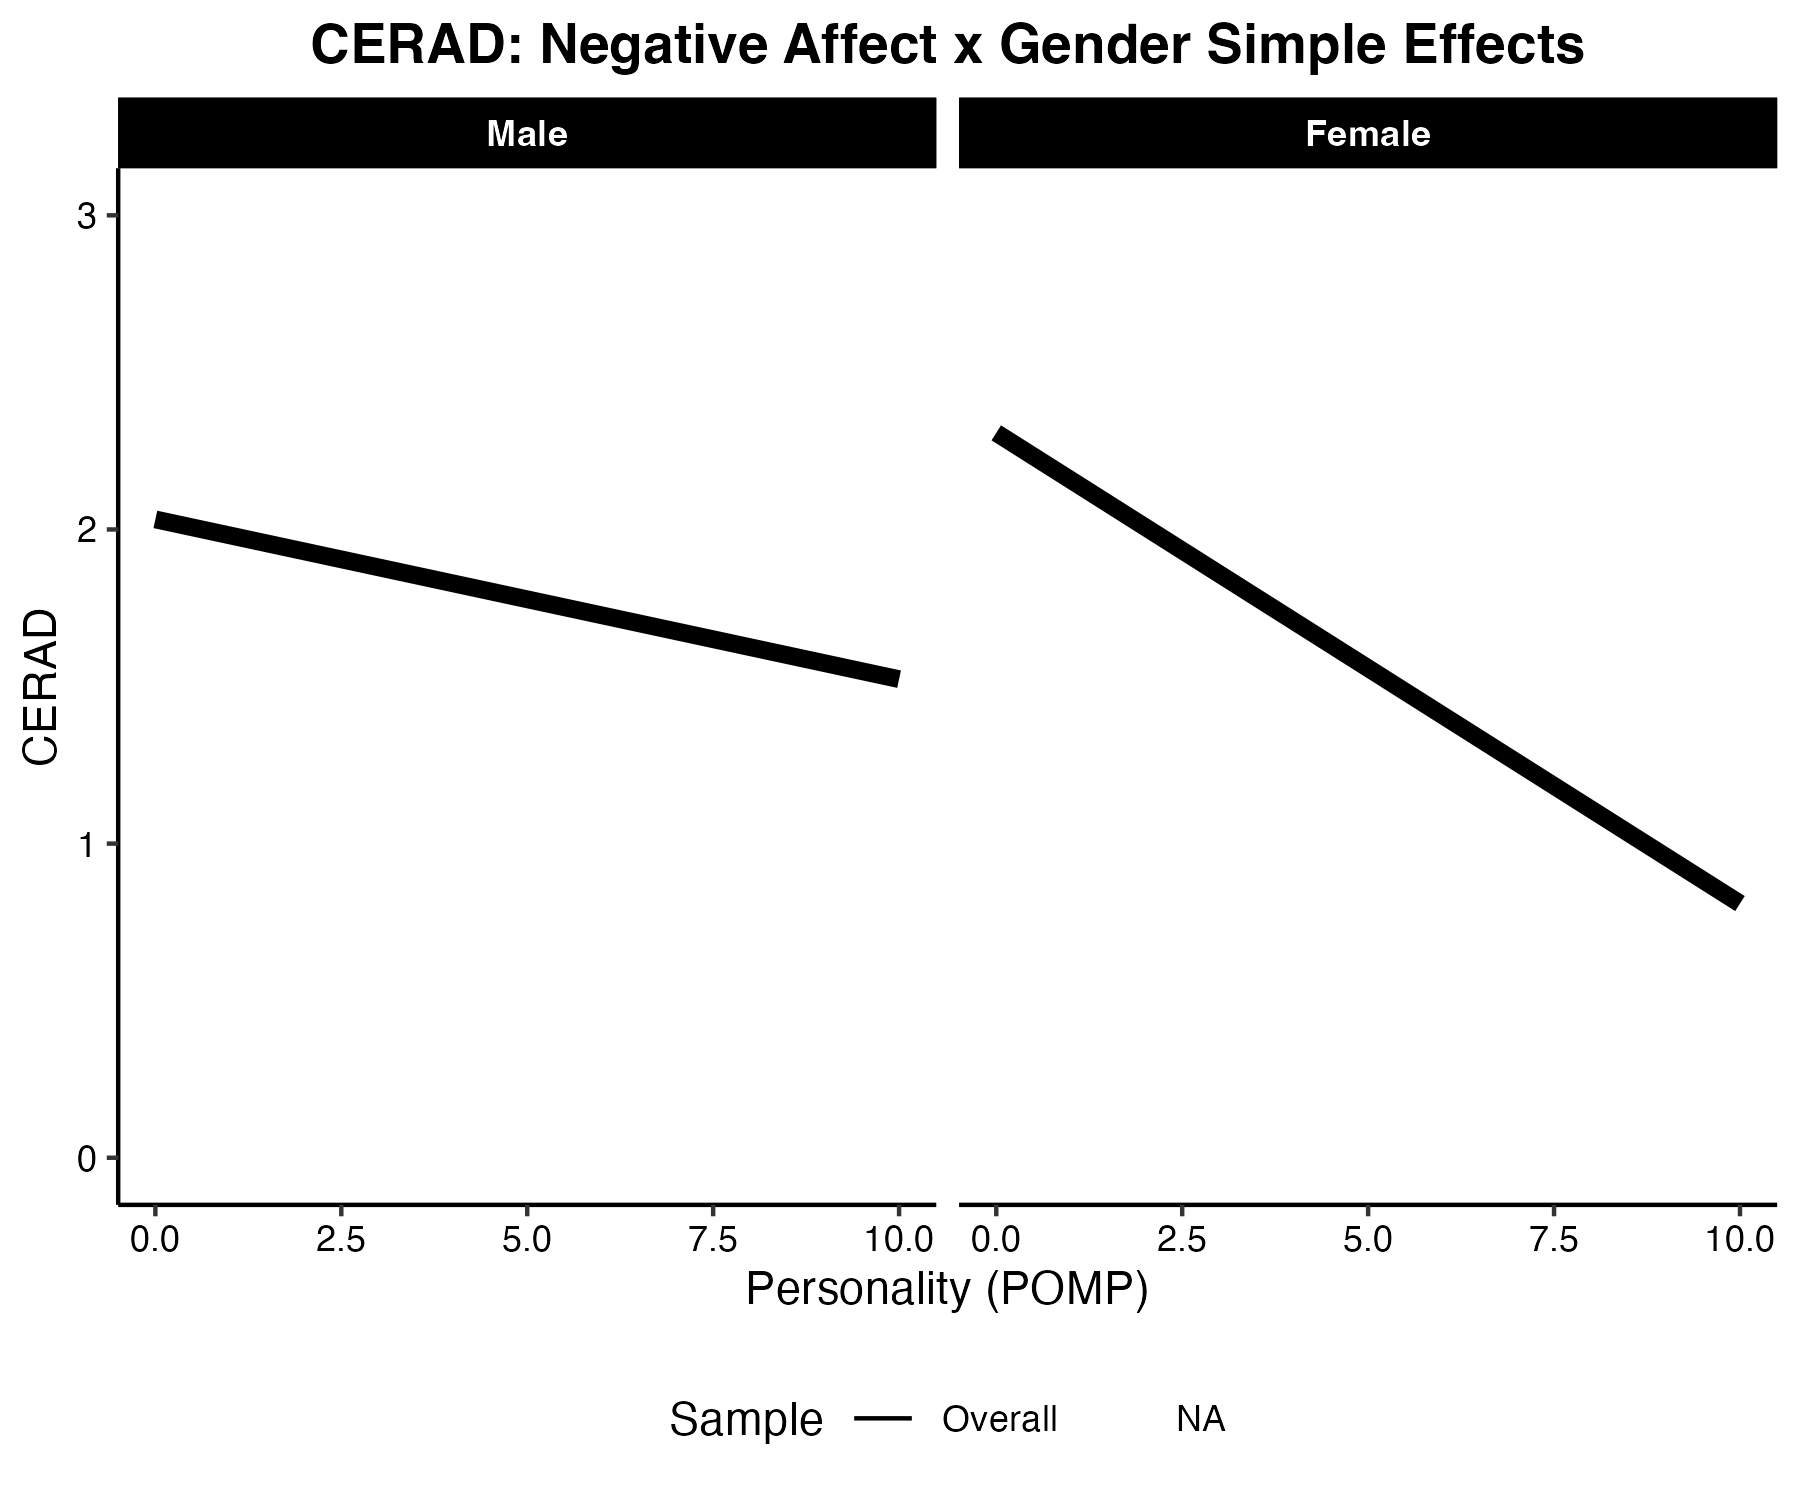 CERAD: Negative Affect x Gender Simple Effects
Male Female
3
2
1
0
CERAD
0.0 2.5 5.0 7.5 10.0 0.0 2.5 5.0 7.5 10.0
Personality (POMP)
Sample Overall NA